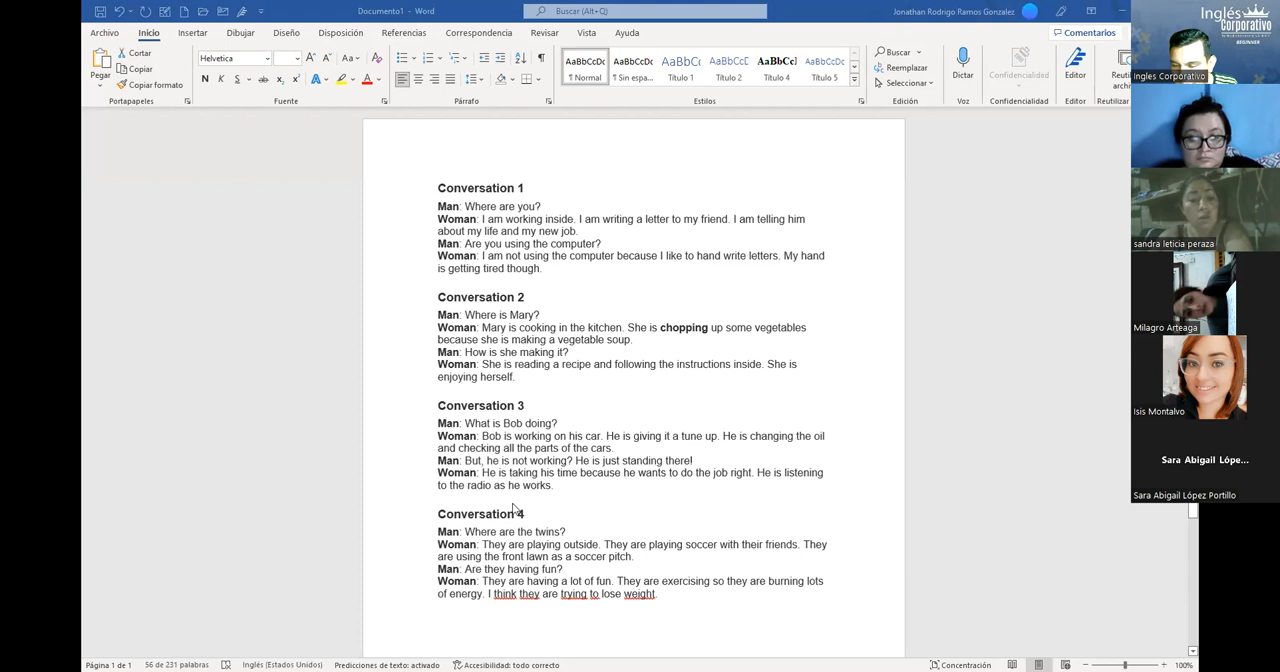 Documento1 - Word
Buscar (Alt+Q)
Jonathan Rodrigo Ramos Gonzalez
Archivo Inicio Insertar Dibujar Diseño Disposición Referencias Correspondencia Revisar Vista Ayuda
Comentarios
Pegar
Cortar
Copiar
Copiar formato
Portapapeles
Helvetica
N K S ab x₂ x² A A
Fuente
Párrafo
AaBbCcDc AaBbCcDc AaBbC AaBbCcD AaBbCc AaBbCcD
¶ Normal ¶ Sin espa... Título 1 Título 2 Título 4 Título 5
Estilos
Buscar
Reemplazar
Seleccionar
Edición
Dictar
Voz
Confidencialidad
Confidencialidad
Editor
Editor
Reutil
archi
Reutilizar
Conversation 1
Man: Where are you?
Woman: I am working inside. I am writing a letter to my friend. I am telling him
about my life and my new job.
Man: Are you using the computer?
Woman: I am not using the computer because I like to hand write letters. My hand
is getting tired though.
Conversation 2
Man: Where is Mary?
Woman: Mary is cooking in the kitchen. She is chopping up some vegetables
because she is making a vegetable soup.
Man: How is she making it?
Woman: She is reading a recipe and following the instructions inside. She is
enjoying herself.
Conversation 3
Man: What is Bob doing?
Woman: Bob is working on his car. He is giving it a tune up. He is changing the oil
and checking all the parts of the cars.
Man: But, he is not working? He is just standing there!
Woman: He is taking his time because he wants to do the job right. He is listening
to the radio as he works.
Conversation 4
Man: Where are the twins?
Woman: They are playing outside. They are playing soccer with their friends. They
are using the front lawn as a soccer pitch.
Man: Are they having fun?
Woman: They are having a lot of fun. They are exercising so they are burning lots
of energy. I think they are trying to lose weight.
Inglés
Corporativo
BEGINNER
Ingles Corporativo
sandra leticia peraza
Milagro Arteaga
Isis Montalvo
Sara Abigail Lópe...
Sara Abigail López Portillo
Página 1 de 1 56 de 231 palabras Inglés (Estados Unidos) Predicciones de texto: activado Accesibilidad: todo correcto
Concentración
100%